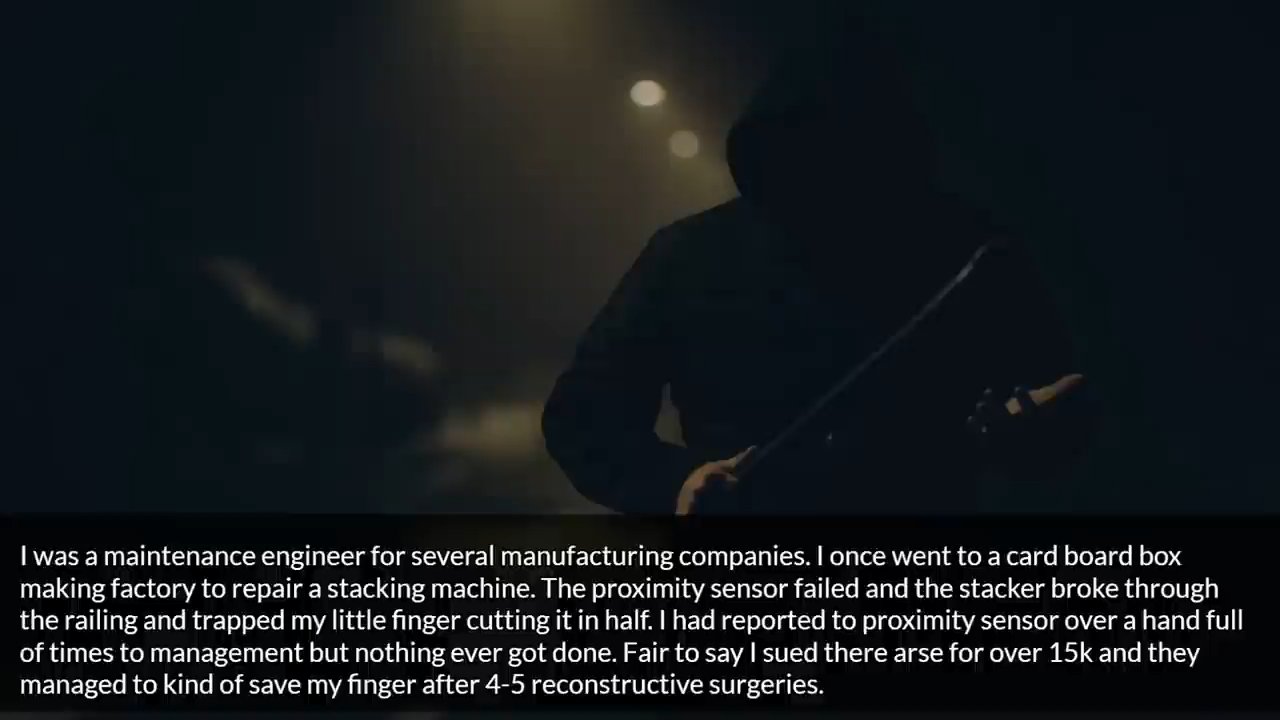 I was a maintenance engineer for several manufacturing companies. I once went to a card board box
making factory to repair a stacking machine. The proximity sensor failed and the stacker broke through
the railing and trapped my little finger cutting it in half. I had reported to proximity sensor over a hand full
of times to management but nothing ever got done. Fair to say I sued there arse for over 15k and they
managed to kind of save my finger after 4-5 reconstructive surgeries.